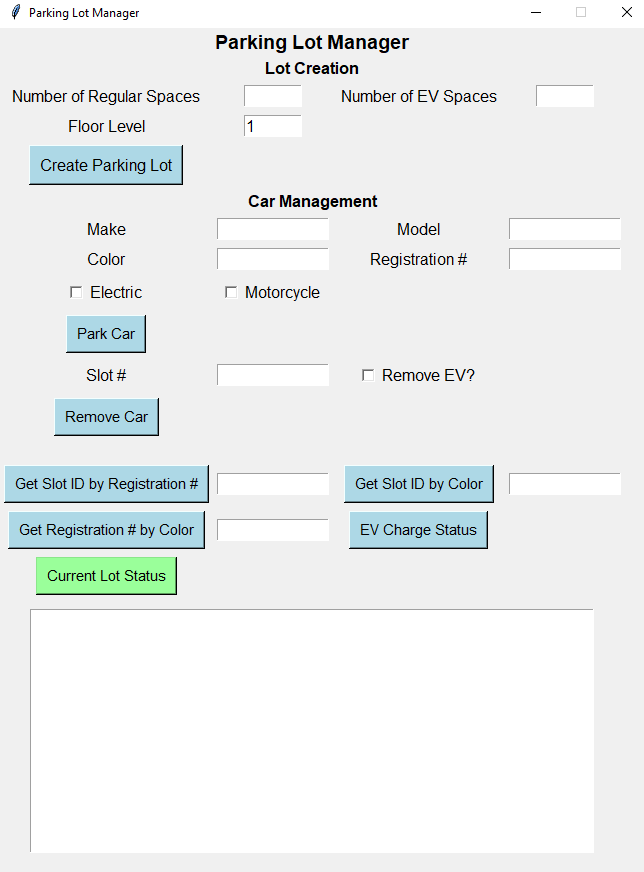 Parking Lot Manager
Parking Lot Manager
Lot Creation
Number of Regular Spaces Number of EV Spaces
Floor Level 1
Create Parking Lot
Car Management
Make Model
Color Registration #
Electric Motorcycle
Park Car
Slot # Remove EV?
Remove Car
Get Slot ID by Registration # Get Slot ID by Color
Get Registration # by Color EV Charge Status
Current Lot Status